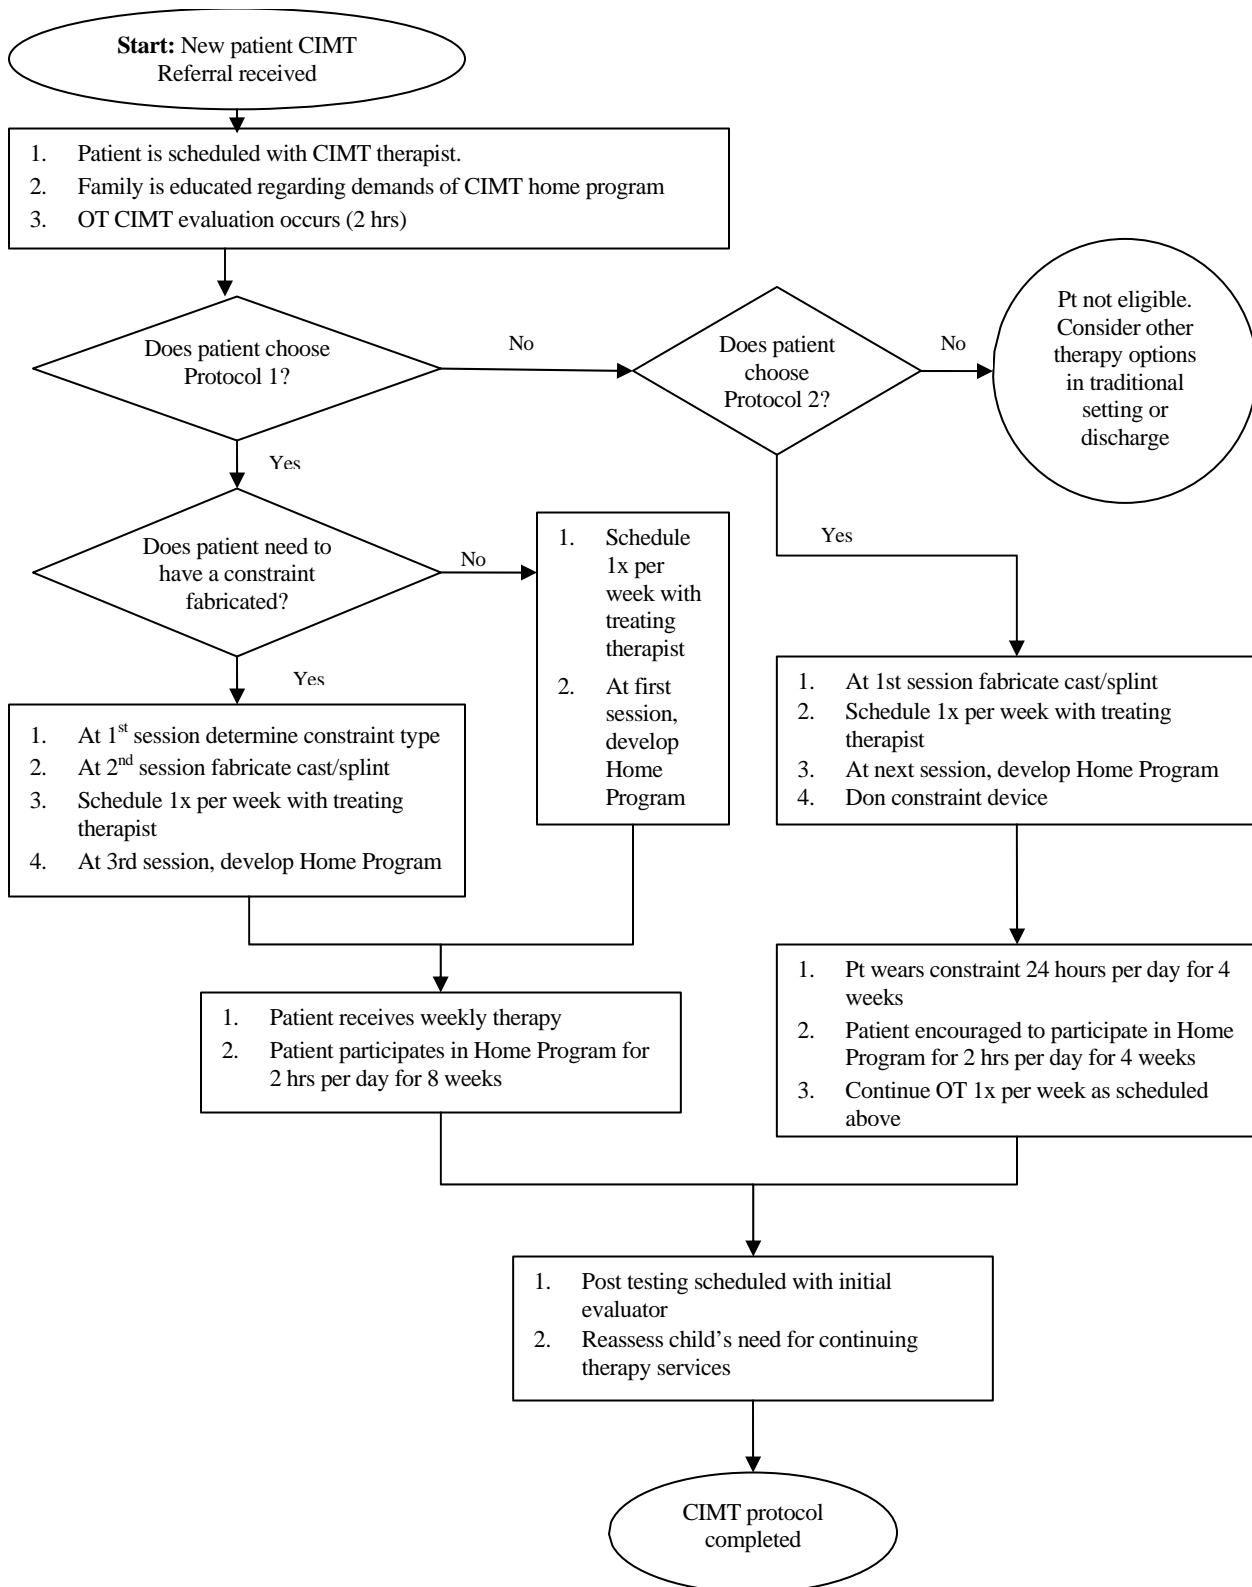 Start: New patient CIMT
Referral received
1. Patient is scheduled with CIMT therapist.
2. Family is educated regarding demands of CIMT home program
3. OT CIMT evaluation occurs (2 hrs)
Does patient choose
Protocol 1?
No
Does patient
choose
Protocol 2?
No
Pt not eligible.
Consider other
therapy options
in traditional
setting or
discharge
Yes
Does patient need to
have a constraint
fabricated?
No
1. Schedule
1x per
week with
treating
therapist
2. At first
session,
develop
Home
Program
Yes
Yes
1. At 1st session determine constraint type
2. At 2nd session fabricate cast/splint
3. Schedule 1x per week with treating
therapist
4. At 3rd session, develop Home Program
1. At 1st session fabricate cast/splint
2. Schedule 1x per week with treating
therapist
3. At next session, develop Home Program
4. Don constraint device
1. Patient receives weekly therapy
2. Patient participates in Home Program for
2 hrs per day for 8 weeks
1. Pt wears constraint 24 hours per day for 4
weeks
2. Patient encouraged to participate in Home
Program for 2 hrs per day for 4 weeks
3. Continue OT 1x per week as scheduled
above
1. Post testing scheduled with initial
evaluator
2. Reassess child’s need for continuing
therapy services
CIMT protocol
completed